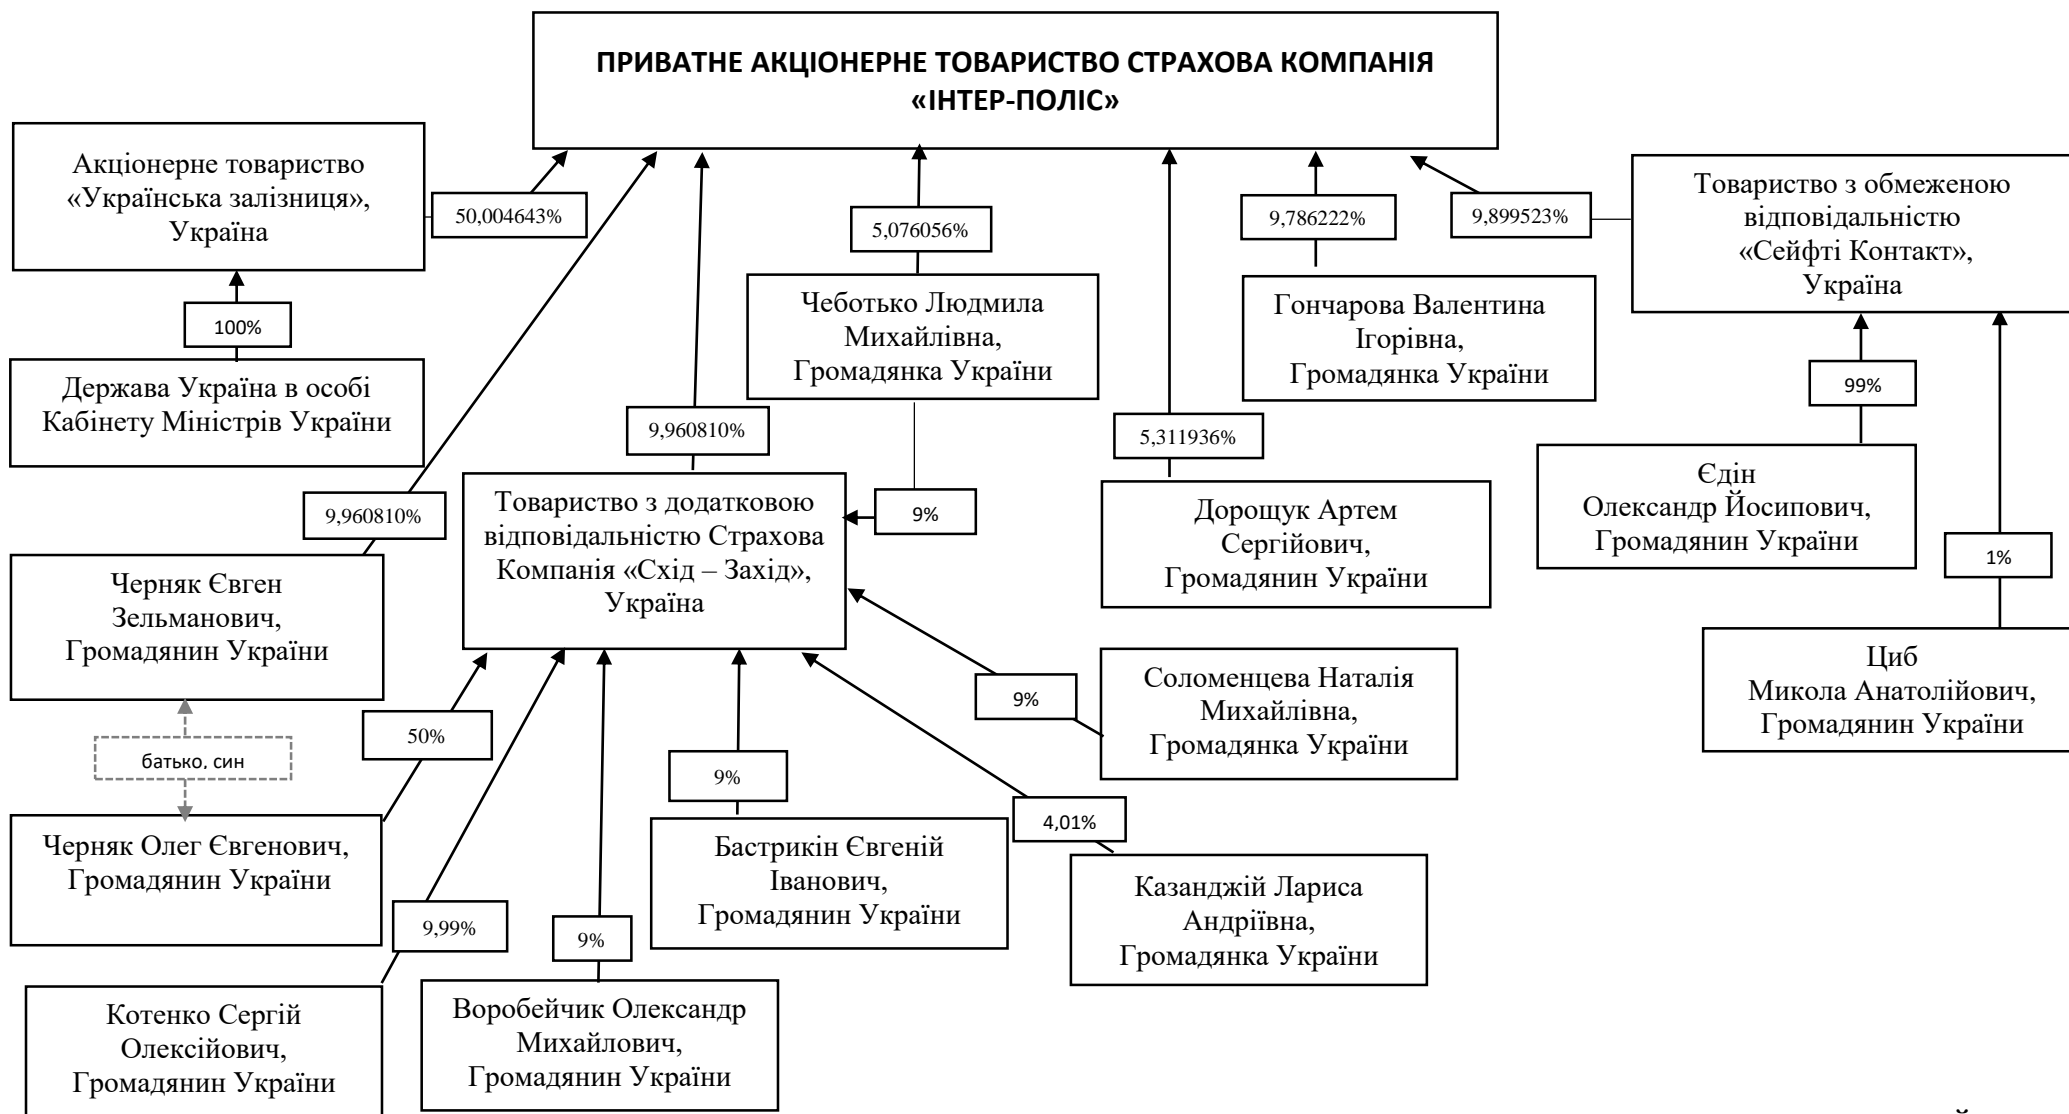 ПРИВАТНЕ АКЦІОНЕРНЕ ТОВАРИСТВО СТРАХОВА КОМПАНІЯ
«ІНТЕР-ПОЛІС»
Акціонерне товариство
«Українська залізниця»,
Україна
50,004643%
5,076056%
9,786222%
9,899523%
Товариство з обмеженою
відповідальністю
«Сейфті Контакт»,
Україна
100%
Держава Україна в особі
Кабінету Міністрів України
Чеботько Людмила
Михайлівна,
Громадянка України
Гончарова Валентина
Ігорівна,
Громадянка України
99%
9,960810%
5,311936%
9,960810%
Товариство з додатковою
відповідальністю Страхова
Компанія «Схід – Захід»,
Україна
9%
Дорощук Артем
Сергійович,
Громадянин України
Єдін
Олександр Йосипович,
Громадянин України
1%
Черняк Євген
Зельманович,
Громадянин України
Соломенцева Наталія
Михайлівна,
Громадянка України
9%
Циб
Микола Анатолійович,
Громадянин України
батько, син
50%
9%
4,01%
Черняк Олег Євгенович,
Громадянин України
Бастрикін Євгеній
Іванович,
Громадянин України
Казанджій Лариса
Андріївна,
Громадянка України
9,99%
9%
Котенко Сергій
Олексійович,
Громадянин України
Воробейчик Олександр
Михайлович,
Громадянин України